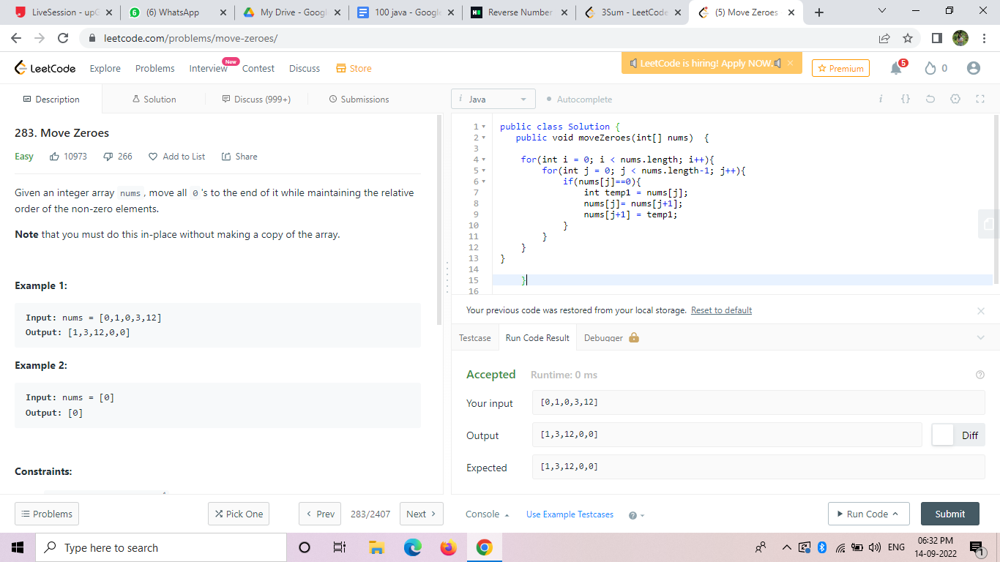 LiveSession - upG
(6) WhatsApp
My Drive - Googl
100 java - Google
Reverse Number
3Sum - LeetCode
(5) Move Zeroes
leetcode.com/problems/move-zeroes/
LeetCode
Explore
Problems
Interview
New
Contest
Discuss
Store
LeetCode is hiring! Apply NOW.
Premium
5
0
Description
Solution
Discuss (999+)
Submissions
i Java
Autocomplete
i {}
283. Move Zeroes
Easy 10973 266 Add to List Share
Given an integer array nums, move all 0's to the end of it while maintaining the relative
order of the non-zero elements.
Note that you must do this in-place without making a copy of the array.
Example 1:
Input: nums = [0,1,0,3,12]
Output: [1,3,12,0,0]
Example 2:
Input: nums = [0]
Output: [0]
Constraints:
Problems
Pick One
Prev
283/2407
Next
1 public class Solution {
2 public void moveZeroes(int[] nums) {
3
4 for(int i = 0; i < nums.length; i++){
5 for(int j = 0; j < nums.length-1; j++){
6 if(nums[j]==0){
7 int temp1 = nums[j];
8 nums[j]= nums[j+1];
9 nums[j+1] = temp1;
10 }
11 }
12 }
13 }
14
15 }
16
Your previous code was restored from your local storage. Reset to default
Testcase
Run Code Result
Debugger
Accepted Runtime: 0 ms
Your input [0,1,0,3,12]
Output [1,3,12,0,0] Diff
Expected [1,3,12,0,0]
Console
Use Example Testcases
Run Code
Submit
Type here to search
ENG
06:32 PM
14-09-2022
1